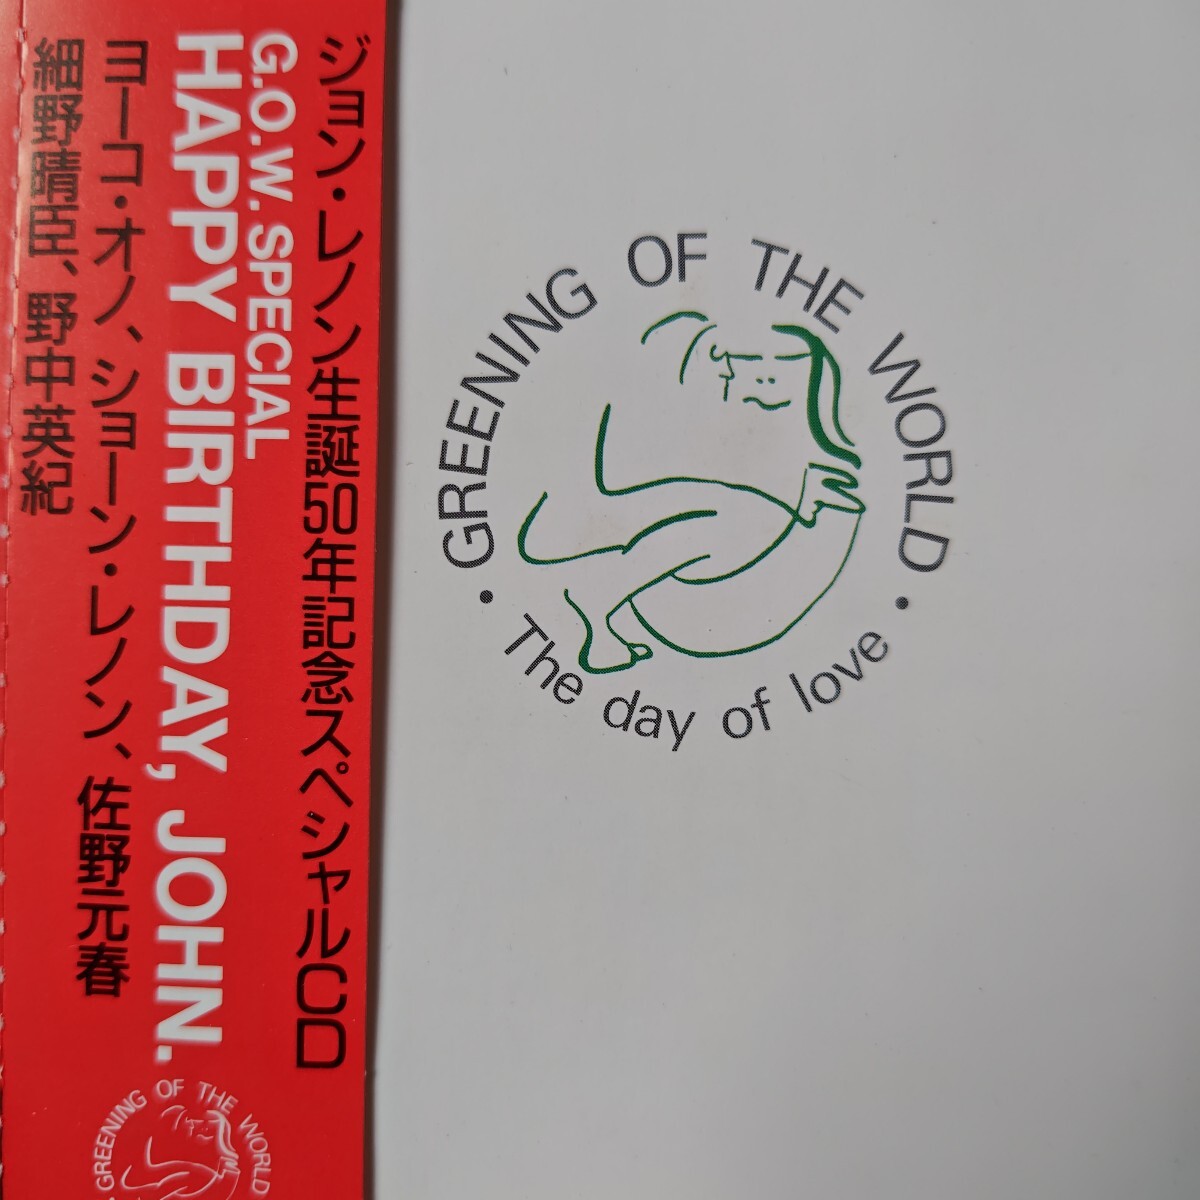 ジョン・レノン生誕50年記念スペシャルCD
G.O.W. SPECIAL
HAPPY BIRTHDAY, JOHN.
ヨーコ・オノ、ショーン・レノン、佐野元春
細野晴臣、野中英紀
GREENING OF THE WORLD
GREENING OF THE WORLD
• The day of love •